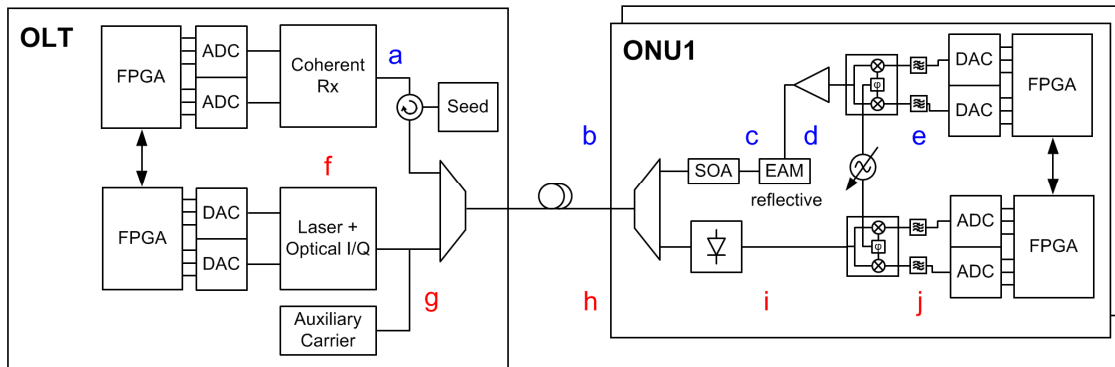 OLT
FPGA
ADC
ADC
Coherent
Rx
a
Seed
f
FPGA
DAC
DAC
Laser +
Optical I/Q
g
Auxiliary
Carrier
b
h
ONU1
c
d
e
SOA
EAM
reflective
φ
DAC
DAC
FPGA
φ
ADC
ADC
FPGA
i
j